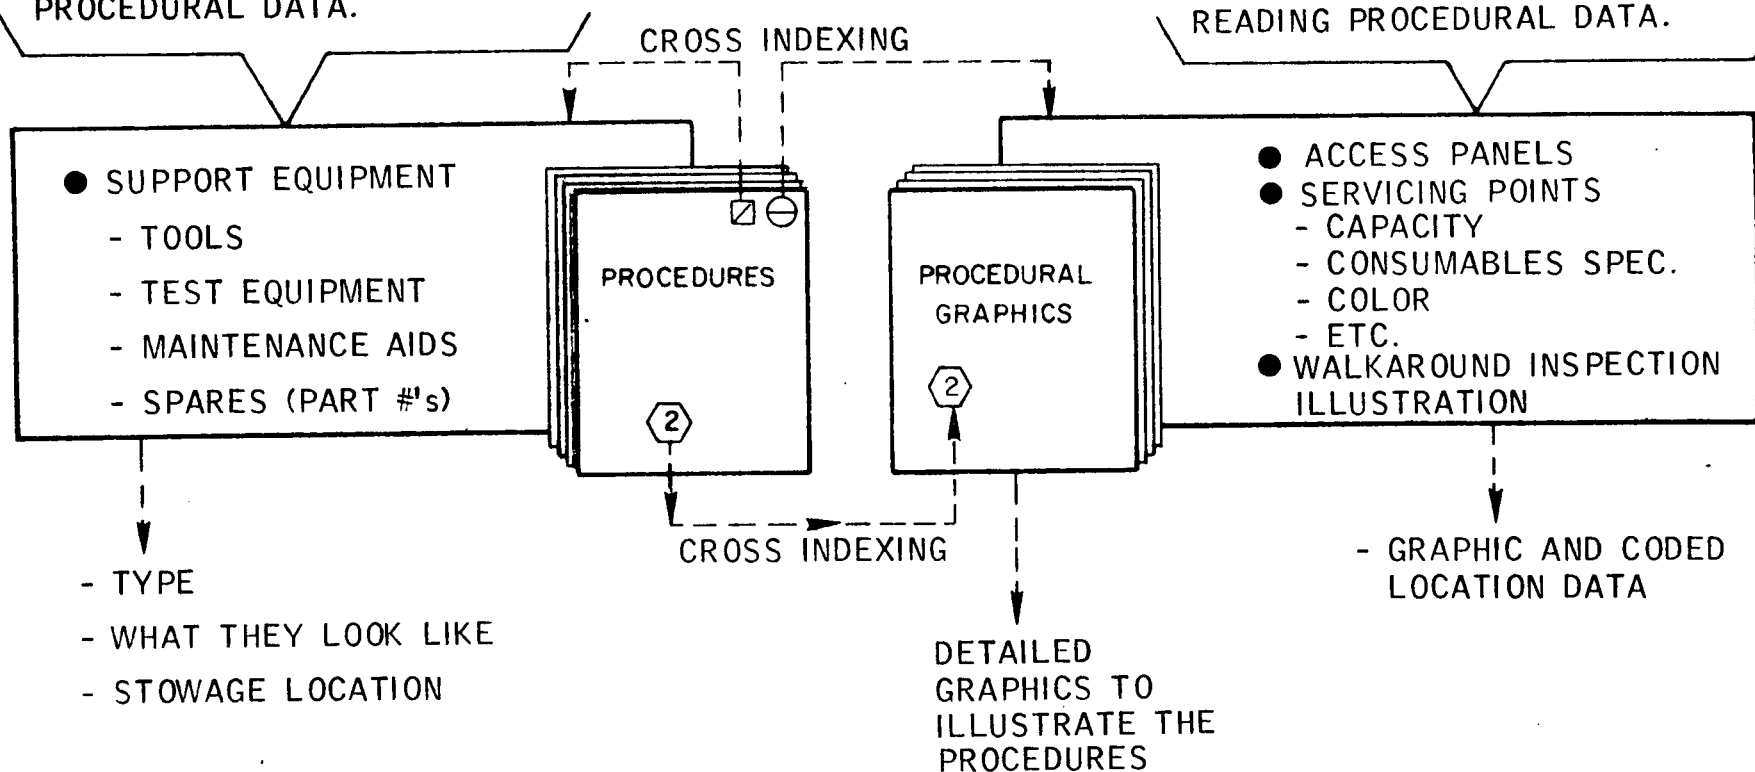 PROCEDURAL DATA.
READING PROCEDURAL DATA.
CROSS INDEXING
● SUPPORT EQUIPMENT
- TOOLS
- TEST EQUIPMENT
- MAINTENANCE AIDS
- SPARES (PART #'s)
PROCEDURES
2
PROCEDURAL
GRAPHICS
2
● ACCESS PANELS
● SERVICING POINTS
- CAPACITY
- CONSUMABLES SPEC.
- COLOR
- ETC.
● WALKAROUND INSPECTION
ILLUSTRATION
CROSS INDEXING
- TYPE
- WHAT THEY LOOK LIKE
- STOWAGE LOCATION
DETAILED
GRAPHICS TO
ILLUSTRATE THE
PROCEDURES
- GRAPHIC AND CODED
LOCATION DATA